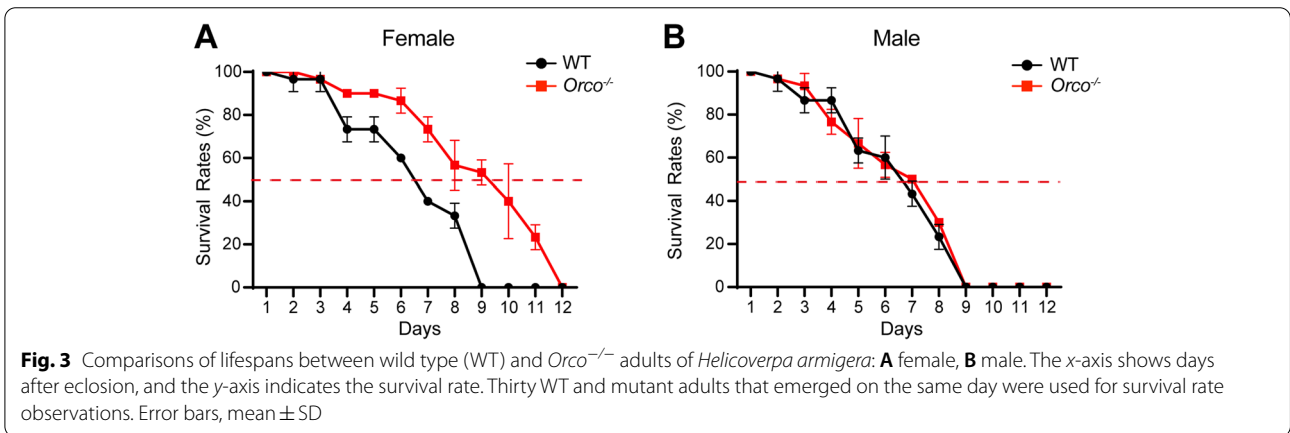 A
Female
WT
Orco-/-
Survival Rates (%)
100
80
60
40
20
0
1 2 3 4 5 6 7 8 9 10 11 12
Days
B
Male
WT
Orco-/-
Survival Rates (%)
100
80
60
40
20
0
1 2 3 4 5 6 7 8 9 10 11 12
Days
Fig. 3 Comparisons of lifespans between wild type (WT) and Orco−/− adults of Helicoverpa armigera: A female, B male. The x-axis shows days
after eclosion, and the y-axis indicates the survival rate. Thirty WT and mutant adults that emerged on the same day were used for survival rate
observations. Error bars, mean ± SD